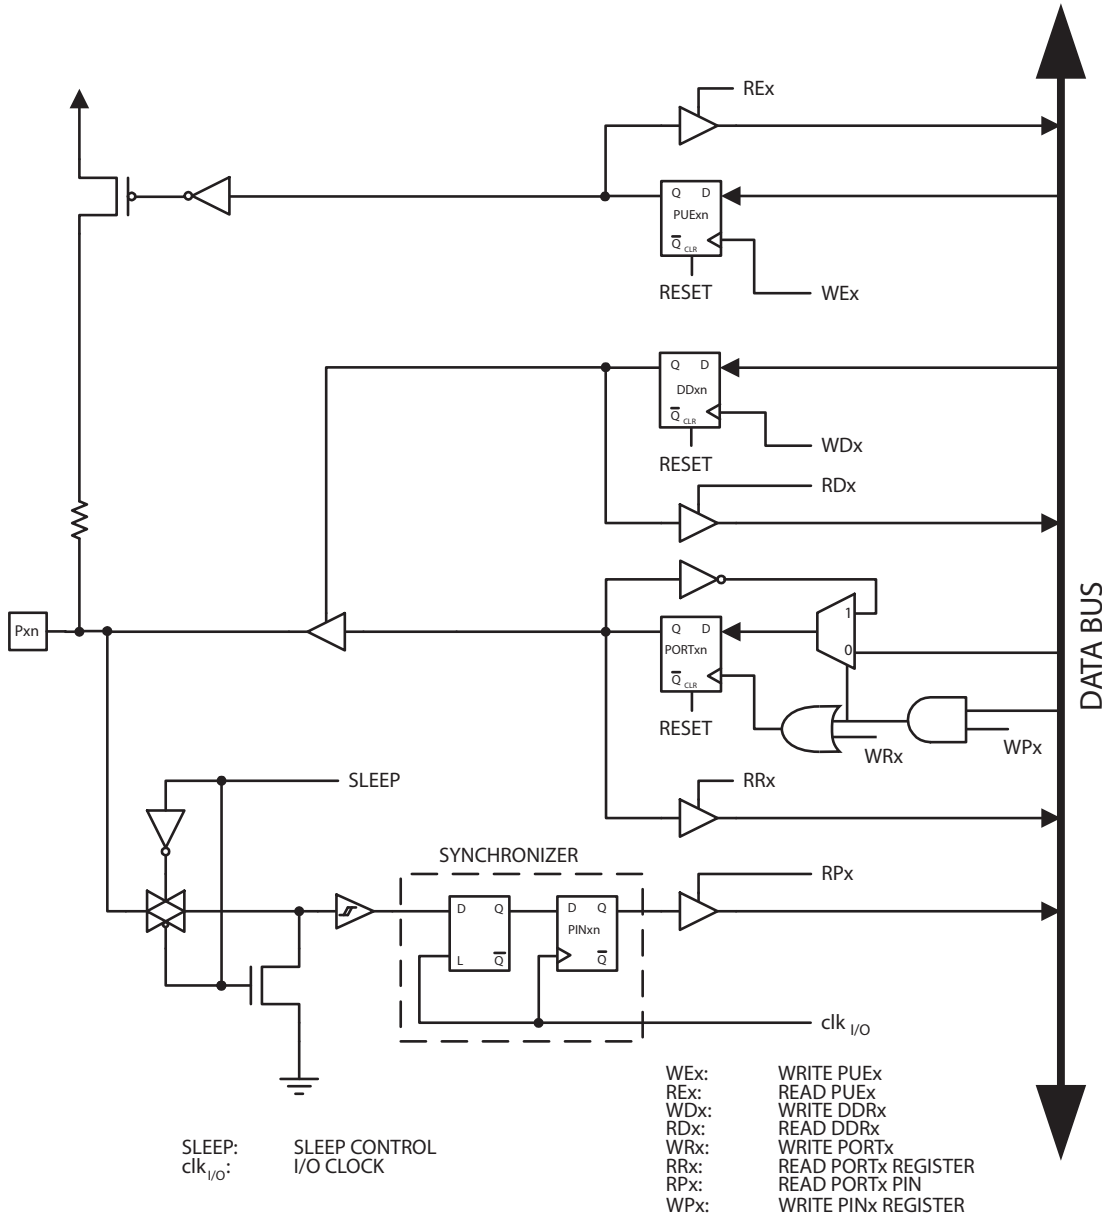 REx
Q D
PUExn
Q CLR
RESET
WEx
Q D
DDxn
Q CLR
RESET
WDx
RDx
Pxn
1
Q D
PORTxn
0
Q CLR
RESET
WRx
WPx
DATA BUS
SLEEP
RRx
SYNCHRONIZER
RPx
D Q
L Q
D Q
PINxn
Q
clk I/O
WEx: WRITE PUEx
REx: READ PUEx
WDx: WRITE DDRx
RDx: READ DDRx
WRx: WRITE PORTx
RRx: READ PORTx REGISTER
RPx: READ PORTx PIN
WPx: WRITE PINx REGISTER
SLEEP: SLEEP CONTROL
clk I/O: I/O CLOCK